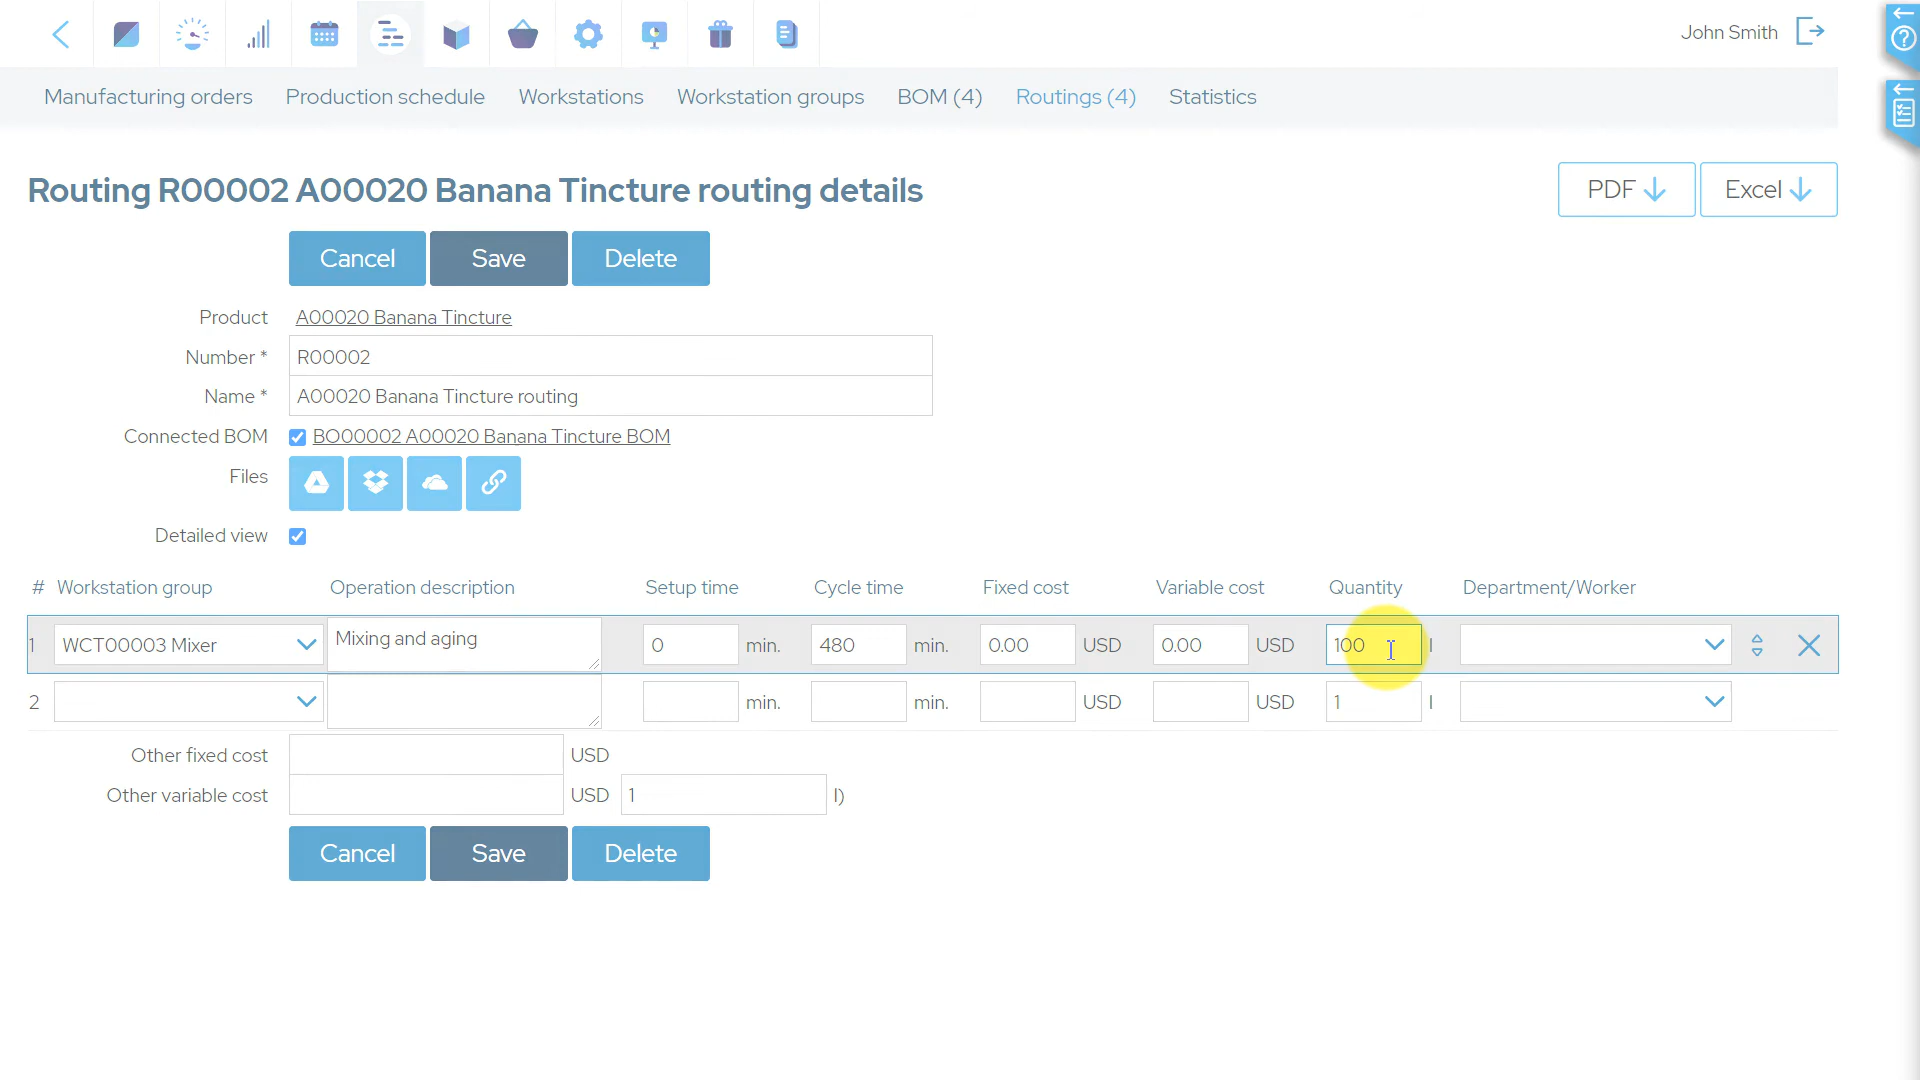 John Smith
Manufacturing orders Production schedule Workstations Workstation groups BOM (4) Routings (4) Statistics
Routing R00002 A00020 Banana Tincture routing details
PDF Excel
Cancel Save Delete
Product A00020 Banana Tincture
Number * R00002
Name * A00020 Banana Tincture routing
Connected BOM BO00002 A00020 Banana Tincture BOM
Files
Detailed view
# Workstation group Operation description Setup time Cycle time Fixed cost Variable cost Quantity Department/Worker
1 WCT00003 Mixer Mixing and aging 0 min. 480 min. 0.00 USD 0.00 USD 100 l
2 min. min. USD USD 1 l
Other fixed cost USD
Other variable cost USD 1 l)
Cancel Save Delete